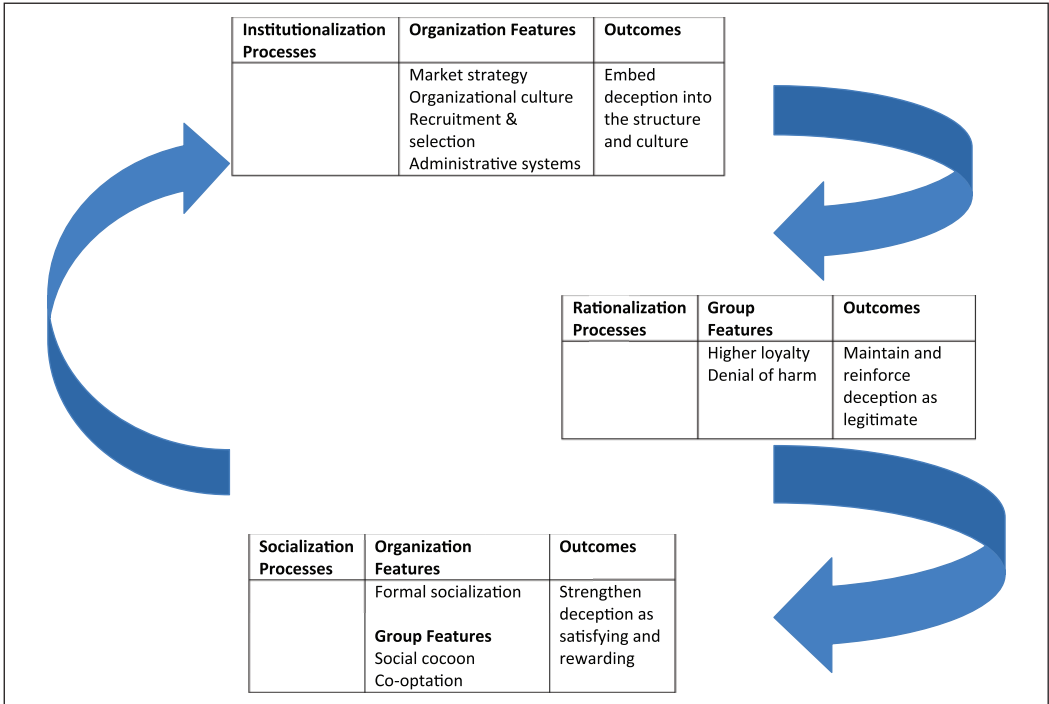 Institutionalization
Processes
Organization Features
Outcomes
Market strategy
Organizational culture
Recruitment &
selection
Administrative systems
Embed
deception into
the structure
and culture
Rationalization
Processes
Group
Features
Outcomes
Higher loyalty
Denial of harm
Maintain and
reinforce
deception as
legitimate
Socialization
Processes
Organization
Features
Outcomes
Formal socialization
Group Features
Social cocoon
Co-optation
Strengthen
deception as
satisfying and
rewarding